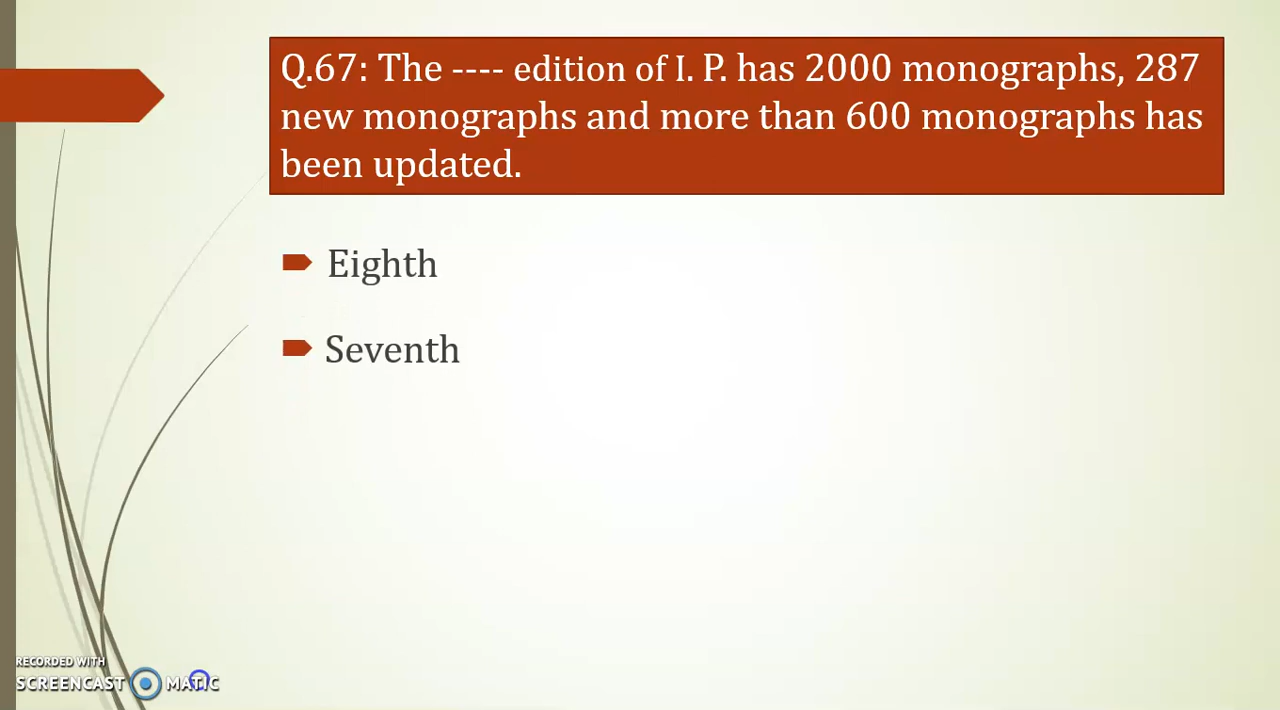 Q.67: The ---- edition of I. P. has 2000 monographs, 287
new monographs and more than 600 monographs has
been updated.
Eighth
Seventh
RECORDED WITH
SCREENCAST MATIC